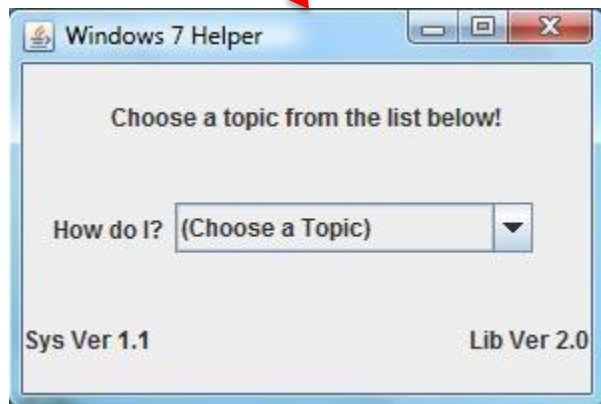 Windows 7 Helper
Choose a topic from the list below!
How do I? (Choose a Topic)
Sys Ver 1.1 Lib Ver 2.0